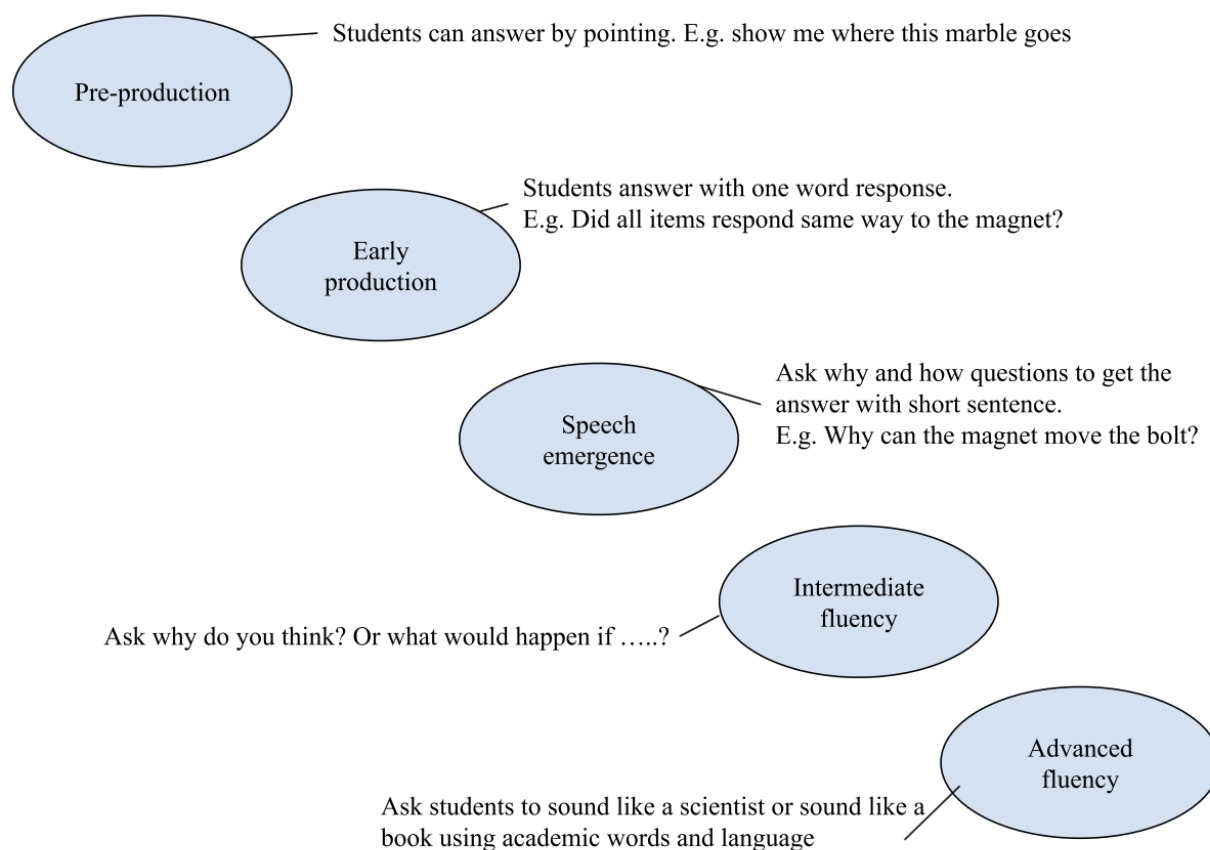 Students can answer by pointing. E.g. show me where this marble goes
Pre-production
Students answer with one word response.
E.g. Did all items respond same way to the magnet?
Early
production
Ask why and how questions to get the
answer with short sentence.
E.g. Why can the magnet move the bolt?
Speech
emergence
Intermediate
fluency
Ask why do you think? Or what would happen if …..?
Advanced
fluency
Ask students to sound like a scientist or sound like a
book using academic words and language